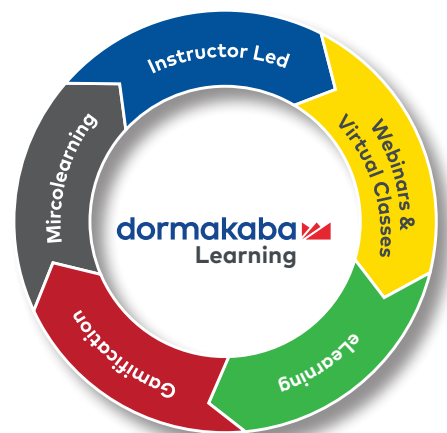 Instructor Led
Webinars &
Virtual Classes
eLearning
Gamification
Mircolearning
dormakaba
Learning